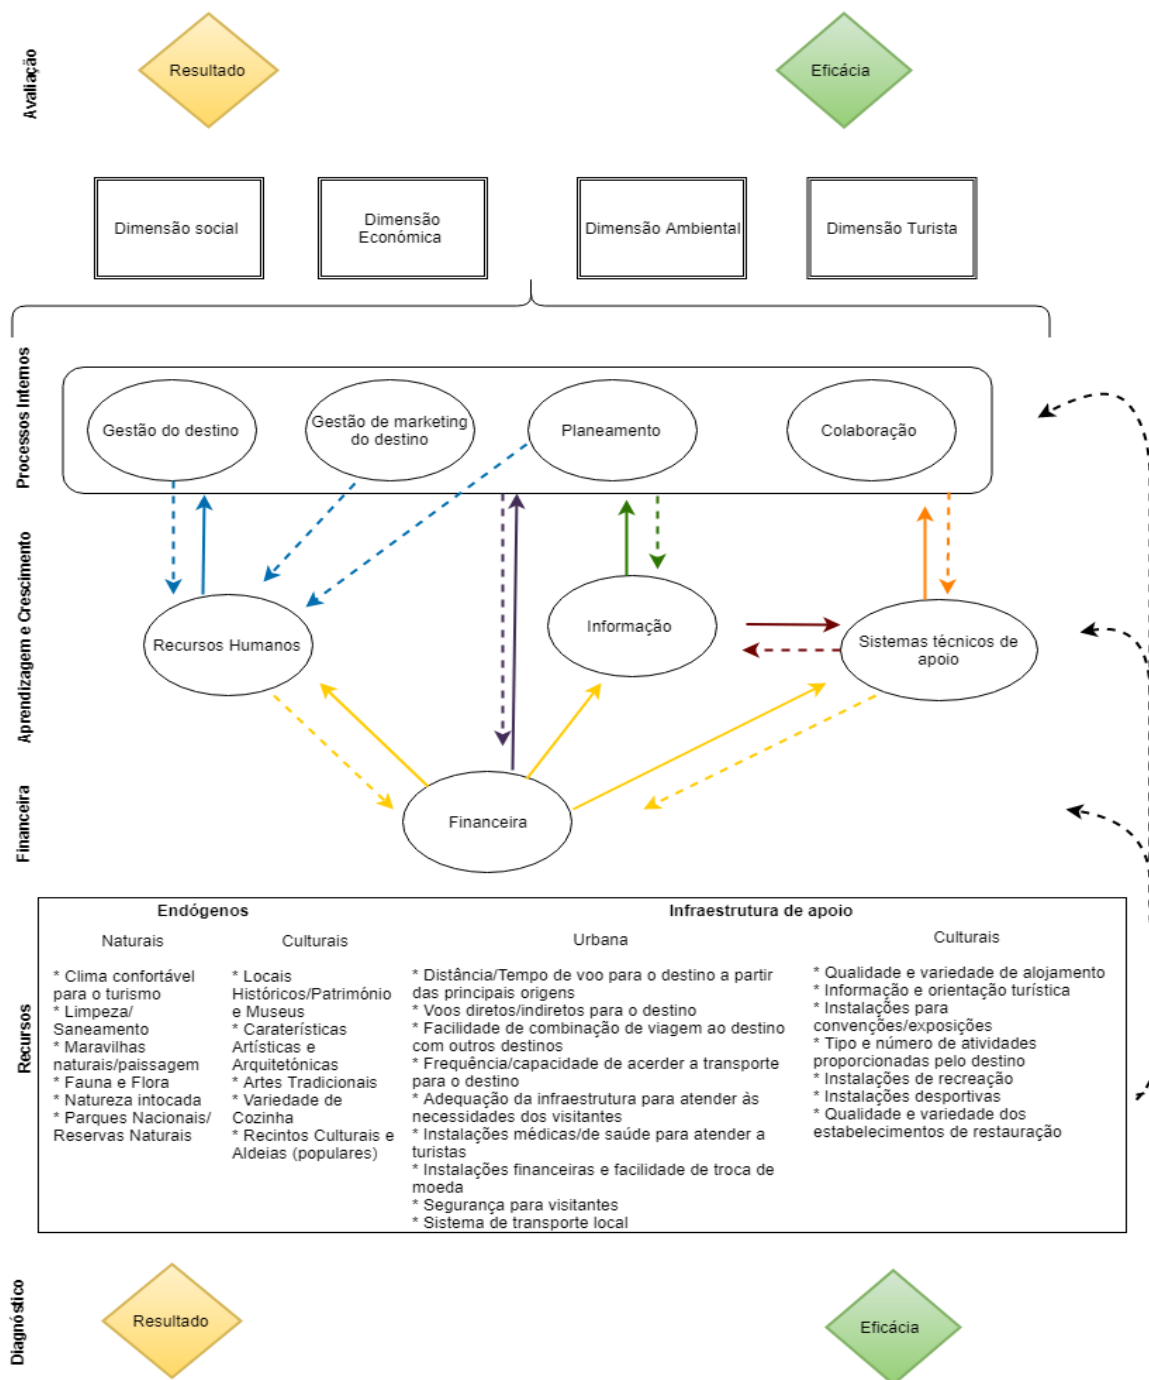 Avaliação
Resultado
Eficácia
Dimensão social
Dimensão
Económica
Dimensão Ambiental
Dimensão Turista
Processos Internos
Gestão do destino
Gestão de marketing
do destino
Planeamento
Colaboração
Aprendizagem e Crescimento
Recursos Humanos
Informação
Sistemas técnicos de
apoio
Financeira
Financeira
Recursos
Endógenos
Infraestrutura de apoio
Naturais
* Clima confortável
para o turismo
* Limpeza/
Saneamento
* Maravilhas
naturais/paissagem
* Fauna e Flora
* Natureza intocada
* Parques Nacionais/
Reservas Naturais
Culturais
* Locais
Históricos/Património
e Museus
* Caraterísticas
Artísticas e
Arquitetónicas
* Artes Tradicionais
* Variedade de
Cozinha
* Recintos Culturais e
Aldeias (populares)
Urbana
* Distância/Tempo de voo para o destino a partir
das principais origens
* Voos diretos/indiretos para o destino
* Facilidade de combinação de viagem ao destino
com outros destinos
* Frequência/capacidade de acerder a transporte
para o destino
* Adequação da infraestrutura para atender às
necessidades dos visitantes
* Instalações médicas/de saúde para atender a
turistas
* Instalações financeiras e facilidade de troca de
moeda
* Segurança para visitantes
* Sistema de transporte local
Culturais
* Qualidade e variedade de alojamento
* Informação e orientação turística
* Instalações para
convenções/exposições
* Tipo e número de atividades
proporcionadas pelo destino
* Instalações de recreação
* Instalações desportivas
* Qualidade e variedade dos
estabelecimentos de restauração
Diagnóstico
Resultado
Eficácia